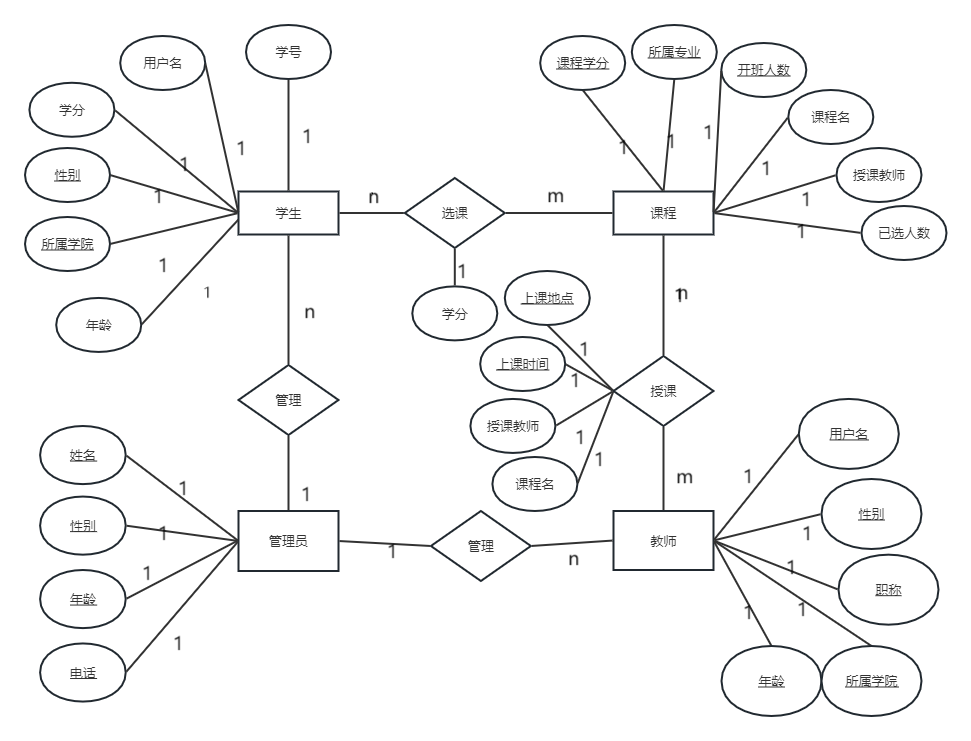 学号
用户名
课程学分
所属专业
开班人数
学分
课程名
性别
授课教师
所属学院
已选人数
年龄
1
1
1
1
1
1
1
1
1
1
1
1
学生
n
选课
m
课程
1
学分
n
1n
上课地点
1
上课时间
1
授课教师
1
课程名
1
管理
授课
1
m
姓名
1
性别
1
年龄
1
电话
1
管理员
1
管理
n
教师
用户名
1
性别
1
职称
1
1
1
年龄
所属学院